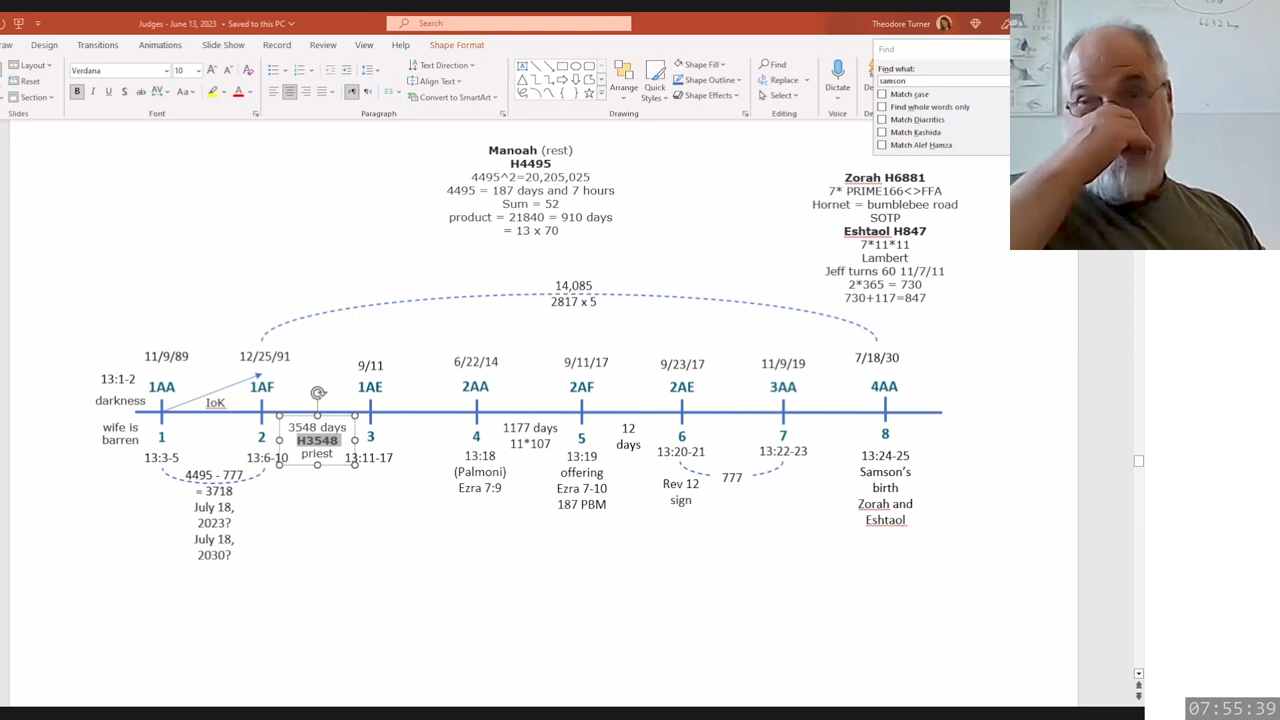 Judges - June 13, 2023 • Saved to this PC
Search
Theodore Turner
Design
Transitions
Animations
Slide Show
Record
Review
View
Help
Shape Format
Layout
Reset
Section
Slides
Verdana
10
Font
Text Direction
Align Text
Convert to SmartArt
Paragraph
Arrange
Quick
Styles
Shape Fill
Shape Outline
Shape Effects
Drawing
Find
Replace
Select
Editing
Dictate
Voice
Find
Find what:
samson
Match case
Find whole words only
Match Diacritics
Match Kashida
Match Alef Hamza
Manoah (rest)
H4495
4495^2=20,205,025
4495 = 187 days and 7 hours
Sum = 52
product = 21840 = 910 days
= 13 x 70
Zorah H6881
7* PRIME166<>FFA
Hornet = bumblebee road
SOTP
Eshtaol H847
7*11*11
Lambert
Jeff turns 60 11/7/11
2*365 = 730
730+117=847
14,085
2817 x 5
11/9/89
12/25/91
9/11
6/22/14
9/11/17
9/23/17
11/9/19
7/18/30
13:1-2
darkness
1AA
1AF
1AE
2AA
2AF
2AE
3AA
4AA
IoK
wife is
barren
1
2
3548 days
H3548
priest
3
4
1177 days
11*107
5
12
days
6
7
8
13:3-5
13:6-10
13:11-17
13:18
(Palmoni)
Ezra 7:9
13:19
offering
Ezra 7-10
187 PBM
13:20-21
Rev 12
sign
777
13:22-23
13:24-25
Samson's
birth
Zorah and
Eshtaol
4495 - 777
= 3718
July 18,
2023?
July 18,
2030?
07:55:39